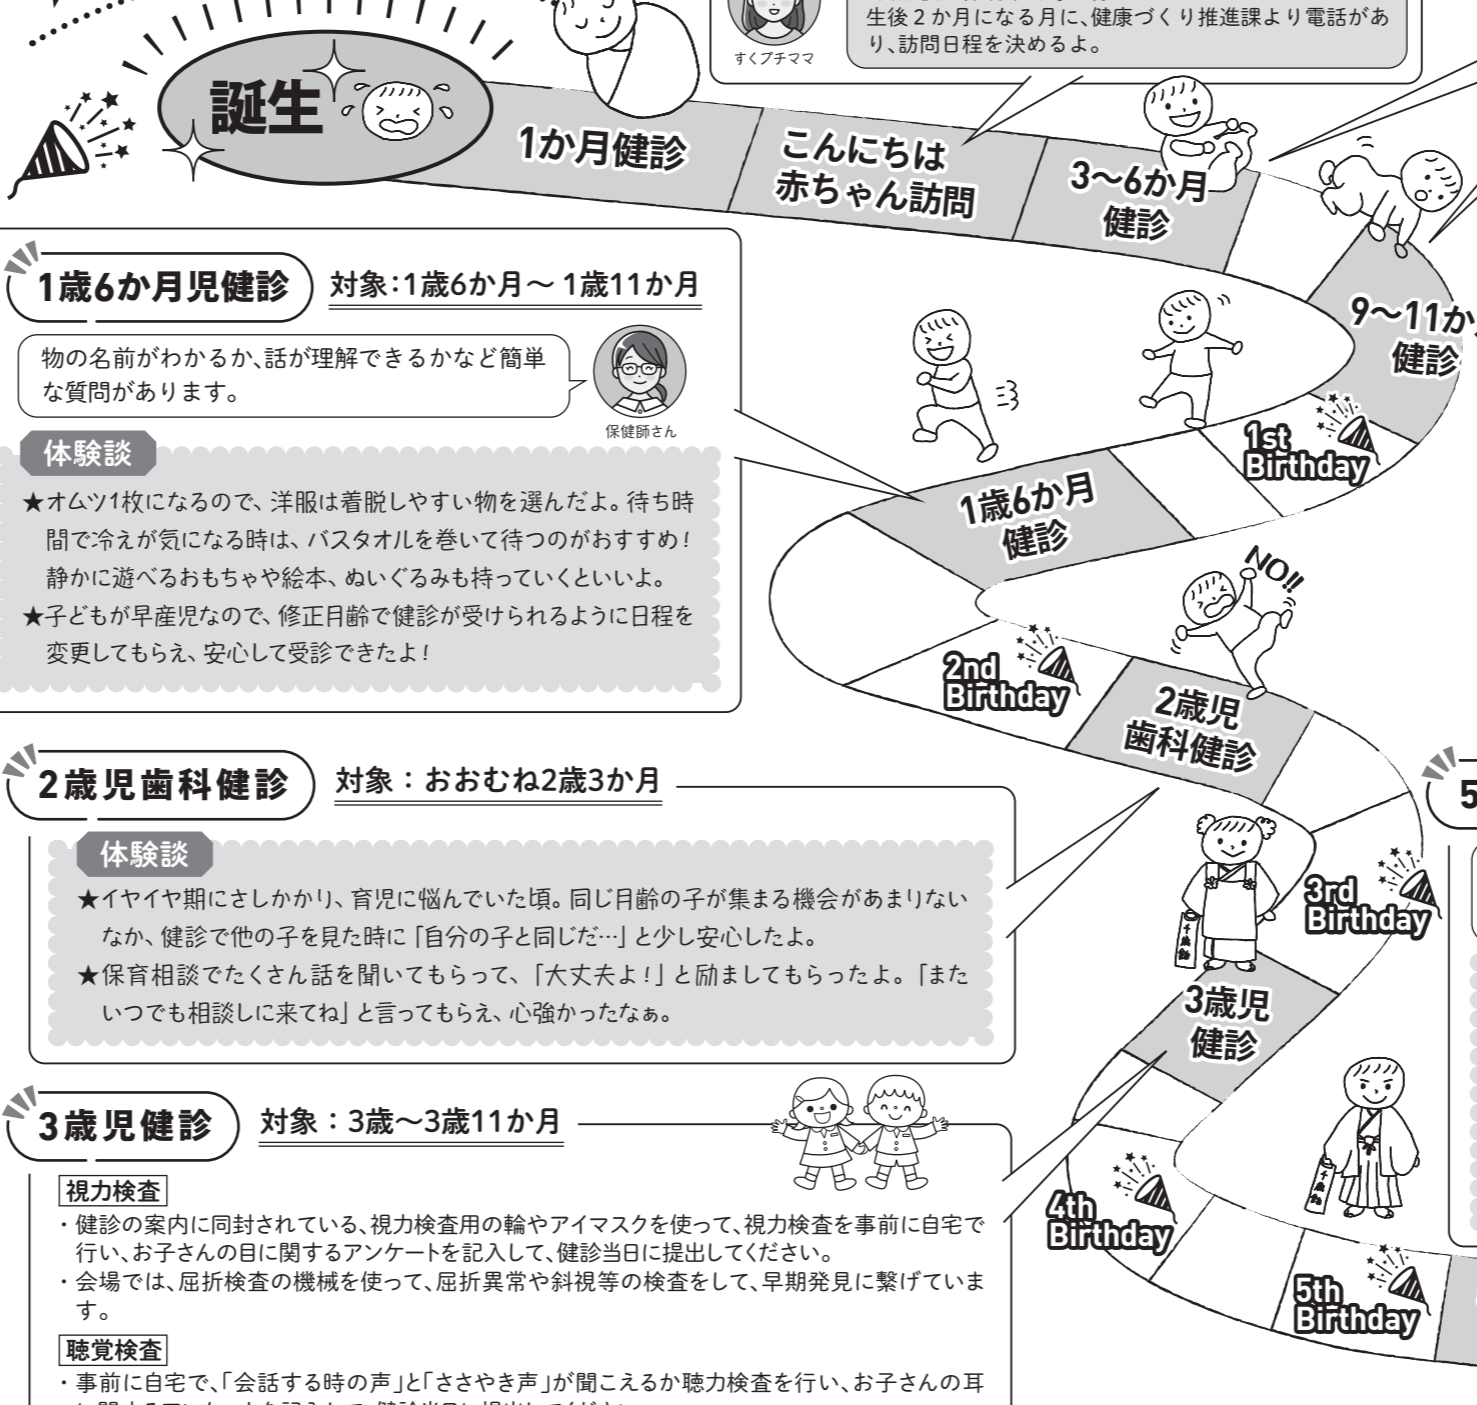 生後2か月になる月に、健康づくり推進課より電話があ
り、訪問日程を決めるよ。
すくプチママ
誕生
1か月健診
こんにちは
赤ちゃん訪問
3〜6か月
健診
9〜11か
健診
1st
Birthday
1歳6か月児健診
対象：1歳6か月〜 1歳11か月
物の名前がわかるか、話が理解できるかなど簡単
な質問があります。
保健師さん
体験談
★オムツ1枚になるので、洋服は着脱しやすい物を選んだよ。待ち時
間で冷えが気になる時は、バスタオルを巻いて待つのがおすすめ！
静かに遊べるおもちゃや絵本、ぬいぐるみも持っていくといいよ。
★子どもが早産児なので、修正月齢で健診が受けられるように日程を
変更してもらえ、安心して受診できたよ！
1歳6か月
健診
NO!!
2nd
Birthday
2歳児
歯科健診
2歳児歯科健診
対象：おおむね2歳3か月
体験談
★イヤイヤ期にさしかかり、育児に悩んでいた頃。同じ月齢の子が集まる機会があまりない
なか、健診で他の子を見た時に「自分の子と同じだ…」と少し安心したよ。
★保育相談でたくさん話を聞いてもらって、「大丈夫よ！」と励ましてもらったよ。「また
いつでも相談しに来てね」と言ってもらえ、心強かったなぁ。
5
3rd
Birthday
千歳飴
3歳児
健診
3歳児健診
対象：3歳〜3歳11か月
視力検査
・健診の案内に同封されている、視力検査用の輪やアイマスクを使って、視力検査を事前に自宅で
行い、お子さんの目に関するアンケートを記入して、健診当日に提出してください。
・会場では、屈折検査の機械を使って、屈折異常や斜視等の検査をして、早期発見に繋げていま
す。
聴覚検査
・事前に自宅で、「会話する時の声」と「ささやき声」が聞こえるか聴力検査を行い、お子さんの耳
千歳飴
4th
Birthday
5th
Birthday